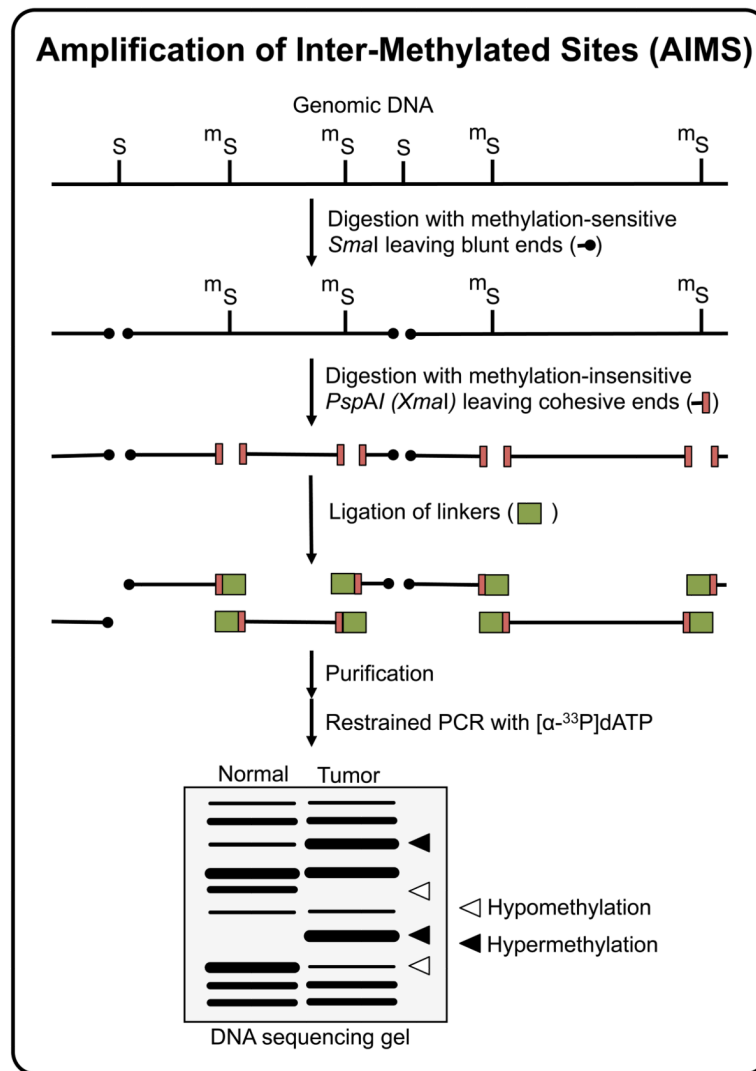 Amplification of Inter-Methylated Sites (AIMS)
Genomic DNA
S mS mS S mS mS
Digestion with methylation-sensitive
SmaI leaving blunt ends ( )
mS mS mS mS
Digestion with methylation-insensitive
PspAI (XmaI) leaving cohesive ends ( )
Ligation of linkers ( )
Purification
Restrained PCR with [α-³³P]dATP
Normal Tumor
Hypomethylation
Hypermethylation
DNA sequencing gel